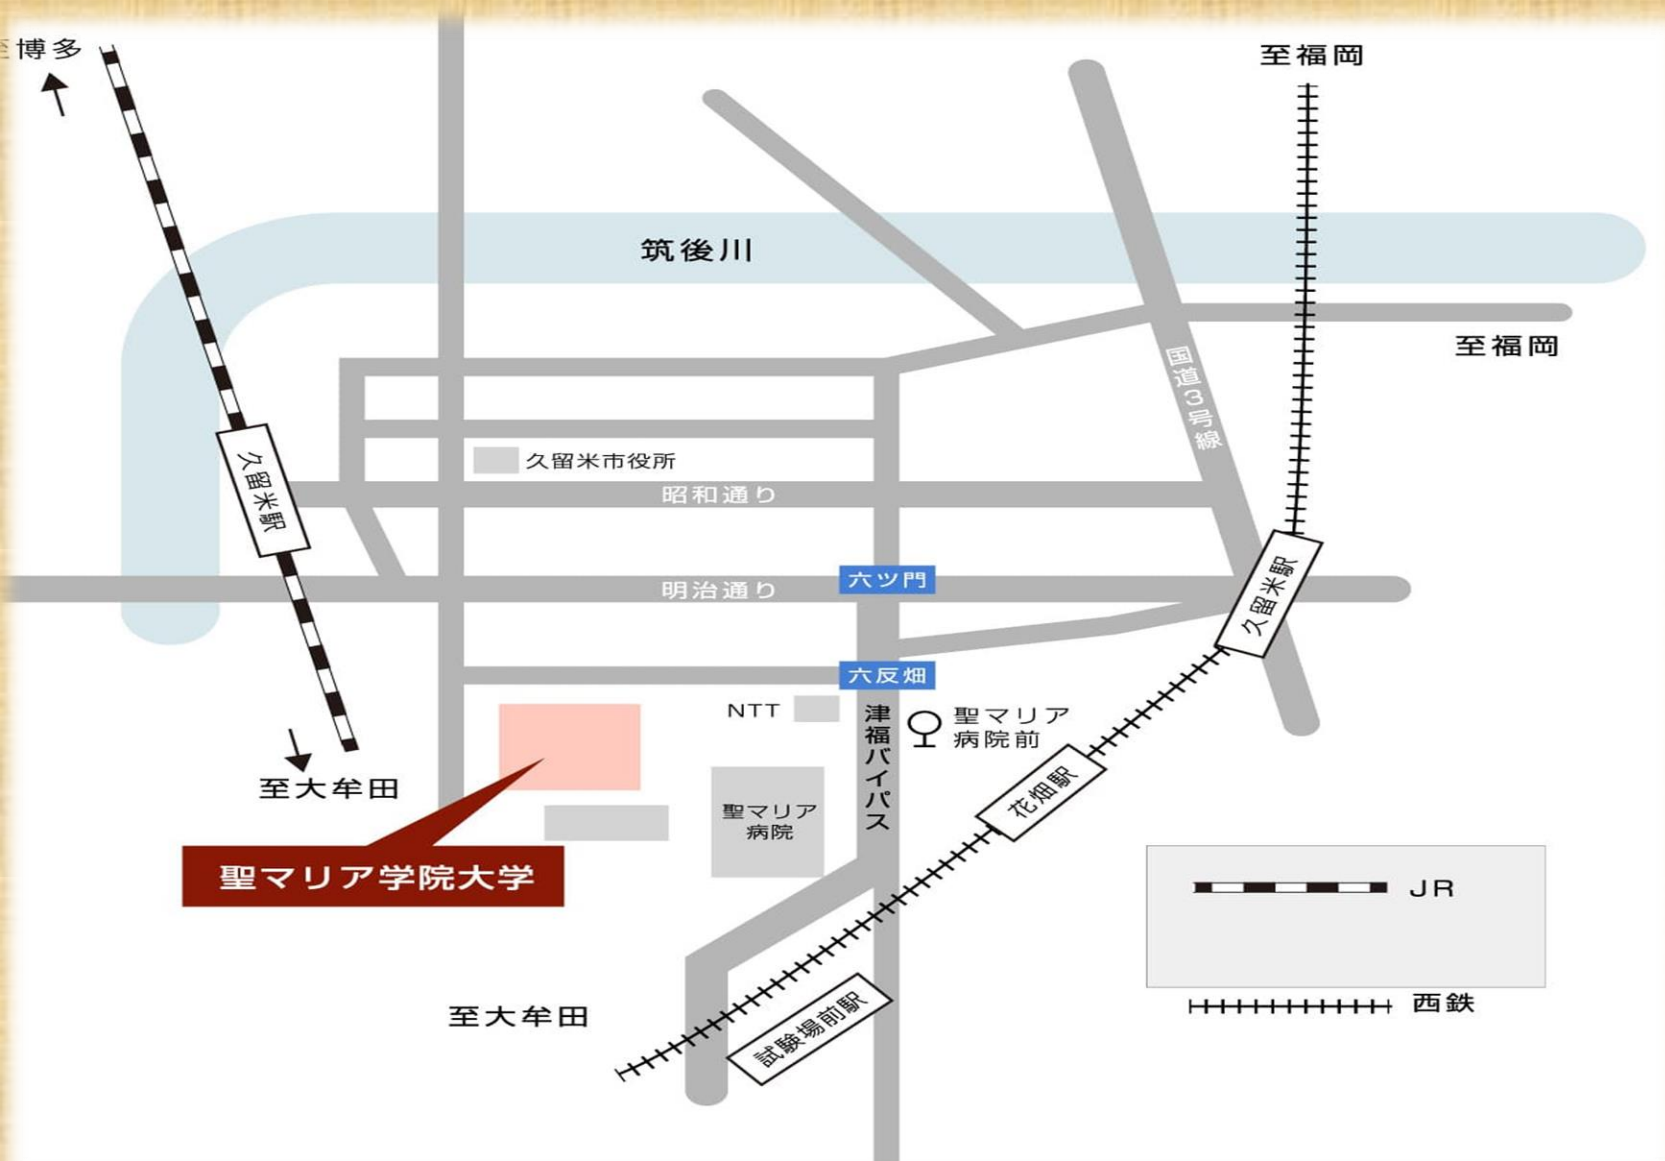 至博多
至福岡
筑後川
至福岡
国道3号線
久留米駅
久留米市役所
昭和通り
六ツ門
明治通り
久留米駅
六反畑
NTT
津福バイパス
聖マリア
病院前
至大牟田
花畑駅
聖マリア
病院
聖マリア学院大学
JR
西鉄
至大牟田
試験場前駅